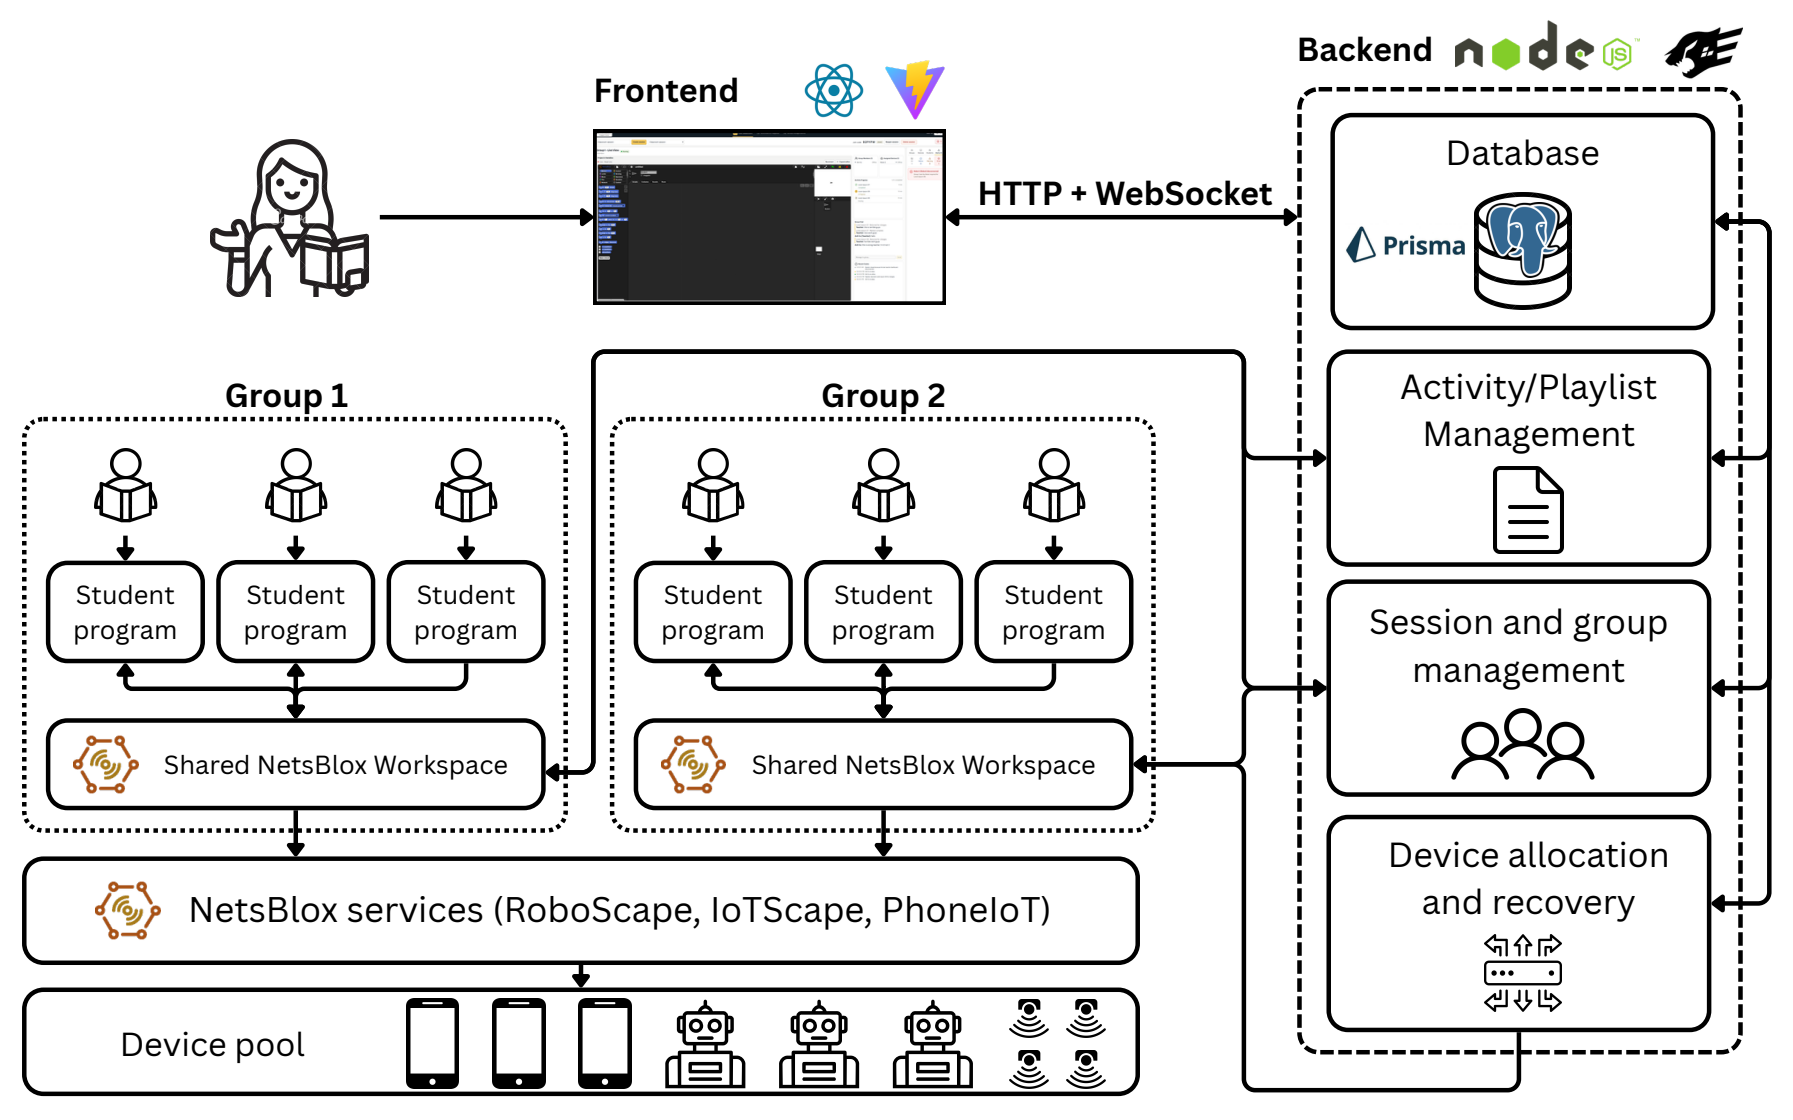 Backend
node
JS
Frontend
HTTP + WebSocket
Database
Prisma
Activity/Playlist
Management
Session and group
management
Device allocation
and recovery
Group 1
Student
program
Student
program
Student
program
Shared NetsBlox Workspace
Group 2
Student
program
Student
program
Student
program
Shared NetsBlox Workspace
NetsBlox services (RoboScape, IoTScape, PhoneIoT)
Device pool